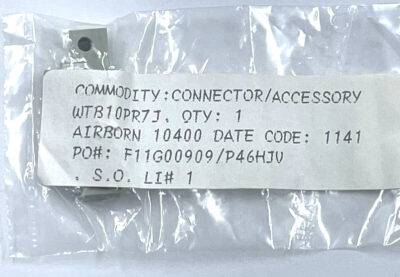 COMMODITY:CONNECTOR/ACCESSORY
WTB10PR7J, QTY: 1
AIRBORN 10400 DATE CODE: 1141
PO#: F11G00909/P46HJV
. S.O. LI# 1